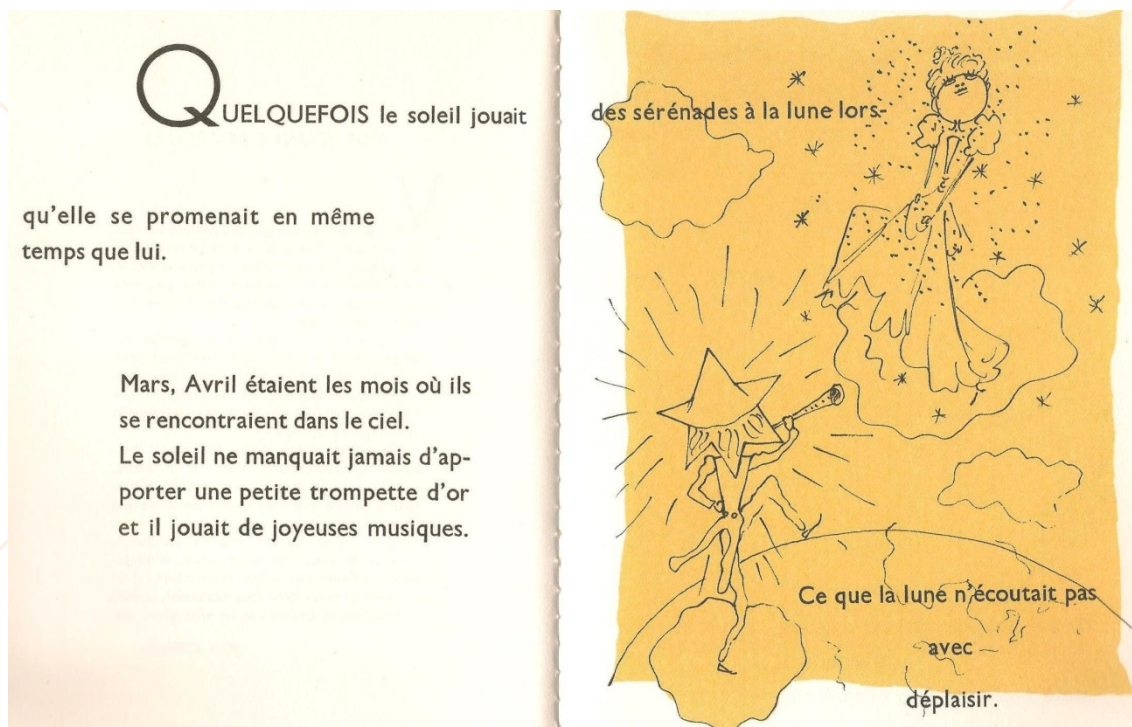 QUELQUEFOIS le soleil jouait des sérénades à la lune lors-
qu'elle se promenait en même
temps que lui.
Mars, Avril étaient les mois où ils
se rencontraient dans le ciel.
Le soleil ne manquait jamais d'ap-
porter une petite trompette d'or
et il jouait de joyeuses musiques.
Ce que la lune n'écoutait pas
avec
déplaisir.